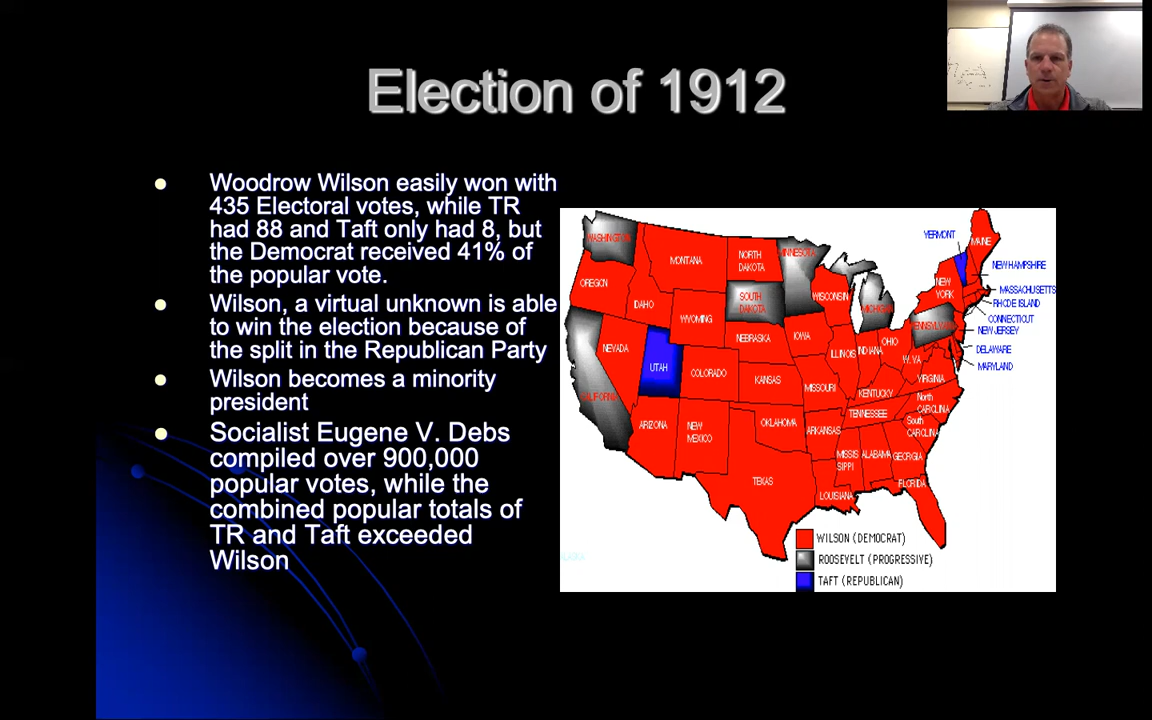 Election of 1912
Woodrow Wilson easily won with
435 Electoral votes, while TR
had 88 and Taft only had 8, but
the Democrat received 41% of
the popular vote.
Wilson, a virtual unknown is able
to win the election because of
the split in the Republican Party
Wilson becomes a minority
president
Socialist Eugene V. Debs
compiled over 900,000
popular votes, while the
combined popular totals of
TR and Taft exceeded
Wilson
WASHINGTON
OREGON
CALIFORNIA
NEVADA
IDAHO
MONTANA
WYOMING
UTAH
ARIZONA
COLORADO
NEW
MEXICO
NORTH
DAKOTA
SOUTH
DAKOTA
NEBRASKA
KANSAS
OKLAHOMA
TEXAS
MINNESOTA
IOWA
MISSOURI
ARKANSAS
LOUISIANA
WISCONSIN
ILLINOIS
MICHIGAN
INDIANA
OHIO
KENTUCKY
TENNESSEE
MISSIS
SIPPI
ALABAMA
GEORGIA
FLORIDA
South
CAROLINA
North
CAROLINA
VIRGINIA
W. VA
PENNSYLVANIA
NEW
YORK
VERMONT
MAINE
NEW HAMPSHIRE
MASSACHUSETTS
RHODE ISLAND
CONNECTICUT
NEW JERSEY
DELAWARE
MARYLAND
ALASKA
WILSON (DEMOCRAT)
ROOSEVELT (PROGRESSIVE)
TAFT (REPUBLICAN)